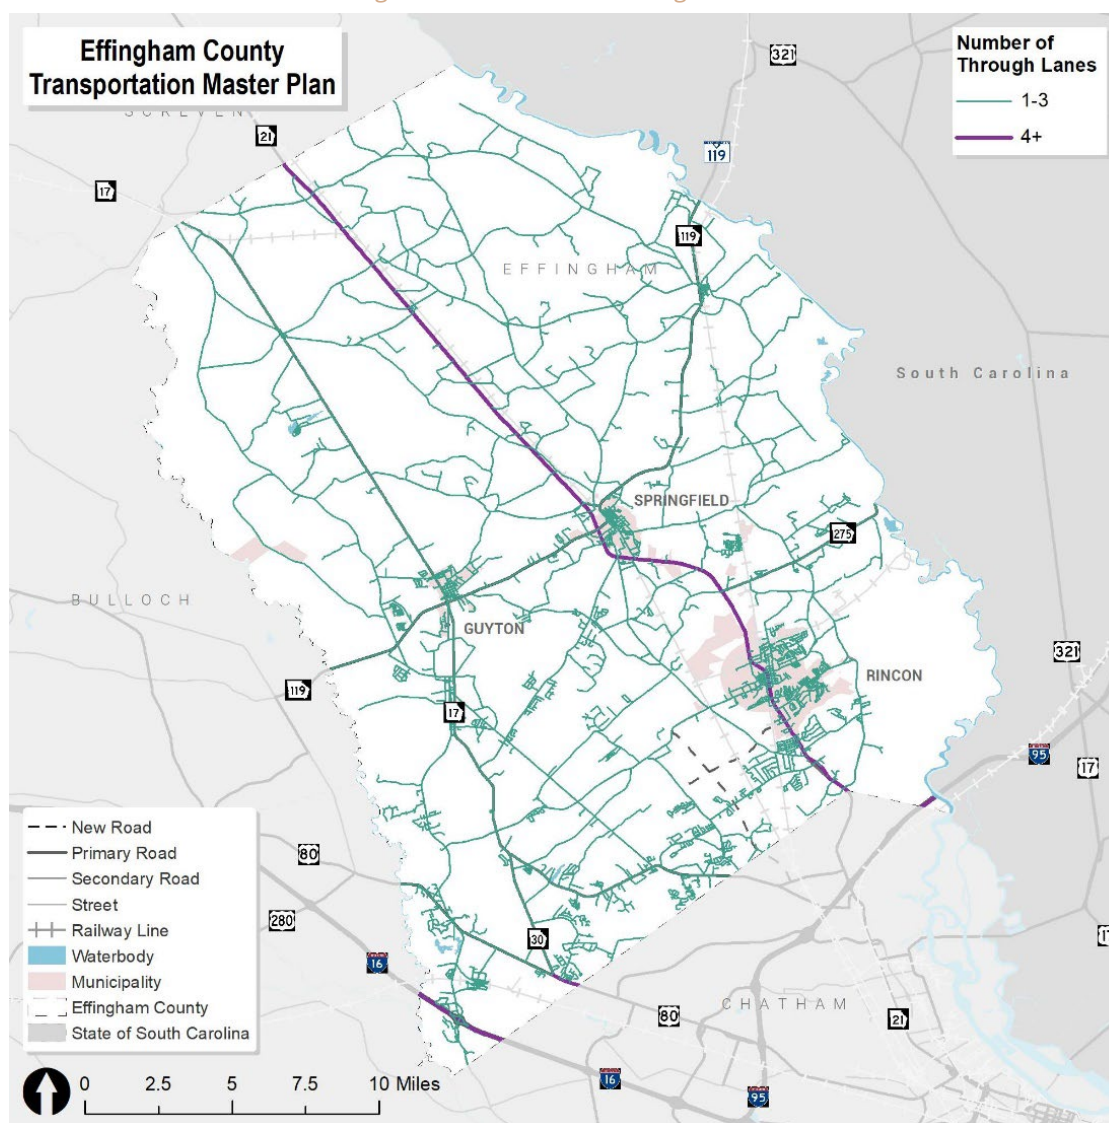 Effingham County
Transportation Master Plan
Number of
Through Lanes
1-3
4+
SCREVEN
321
21
119
17
119
EFFINGHAM
South Carolina
SPRINGFIELD
275
BULLOCH
GUYTON
RINCON
321
119
17
95
17
New Road
Primary Road
Secondary Road
Street
Railway Line
Waterbody
Municipality
Effingham County
State of South Carolina
80
280
16
30
CHATHAM
80
21
16
95
0 2.5 5 7.5 10 Miles